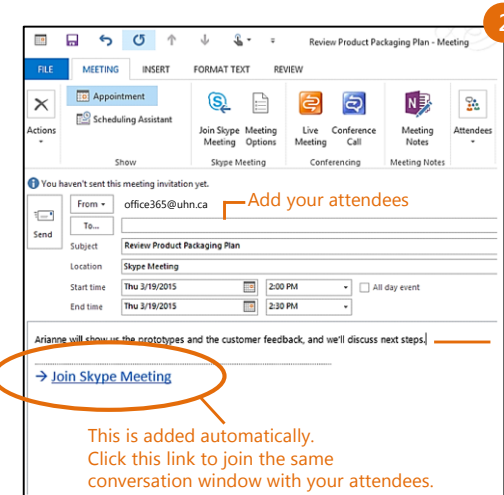 2
Review Product Packaging Plan - Meeting
FILE MEETING INSERT FORMAT TEXT REVIEW
Actions
Appointment
Scheduling Assistant
Show
Join Skype Meeting
Meeting Options
Skype Meeting
Live Meeting
Conference Call
Conferencing
Meeting Notes
Meeting Notes
Attendees
You haven't sent this meeting invitation yet.
Send
From office365@uhn.ca
Add your attendees
To...
Subject Review Product Packaging Plan
Location Skype Meeting
Start time Thu 3/19/2015 2:00 PM All day event
End time Thu 3/19/2015 2:30 PM
Arianne will show us the prototypes and the customer feedback, and we'll discuss next steps.
→ Join Skype Meeting
This is added automatically.
Click this link to join the same
conversation window with your attendees.